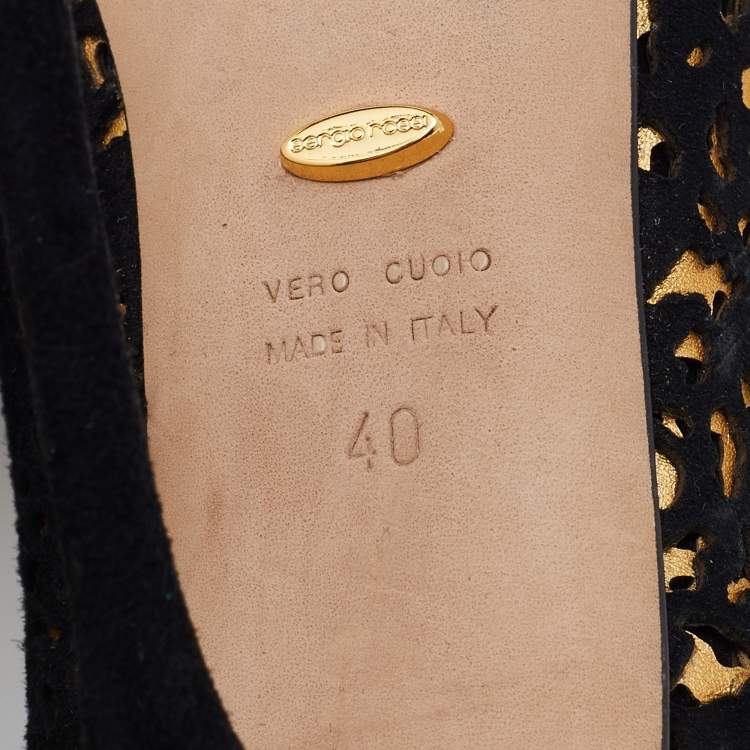 sergio rossi
VERO CUOIO
MADE IN ITALY
40